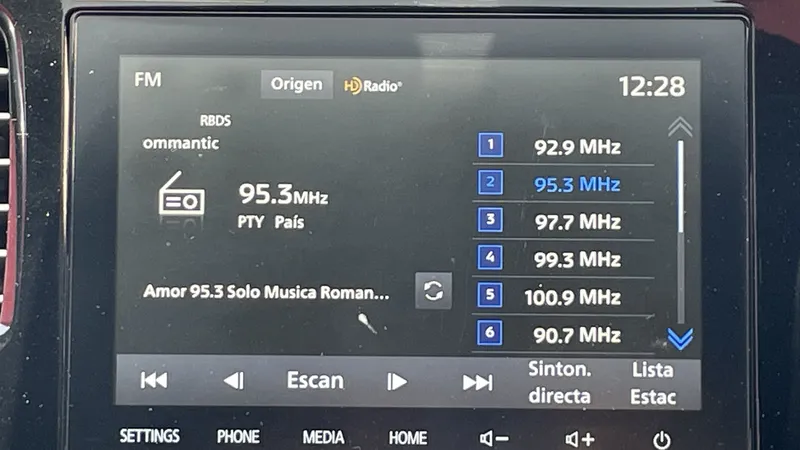 FM
Origen
HD Radio®
12:28
RBDS
ommantic
95.3MHz
PTY País
Amor 95.3 Solo Musica Roman...
1 92.9 MHz
2 95.3 MHz
3 97.7 MHz
4 99.3 MHz
5 100.9 MHz
6 90.7 MHz
Escan
Sinton.
directa
Lista
Estac
SETTINGS
PHONE
MEDIA
HOME